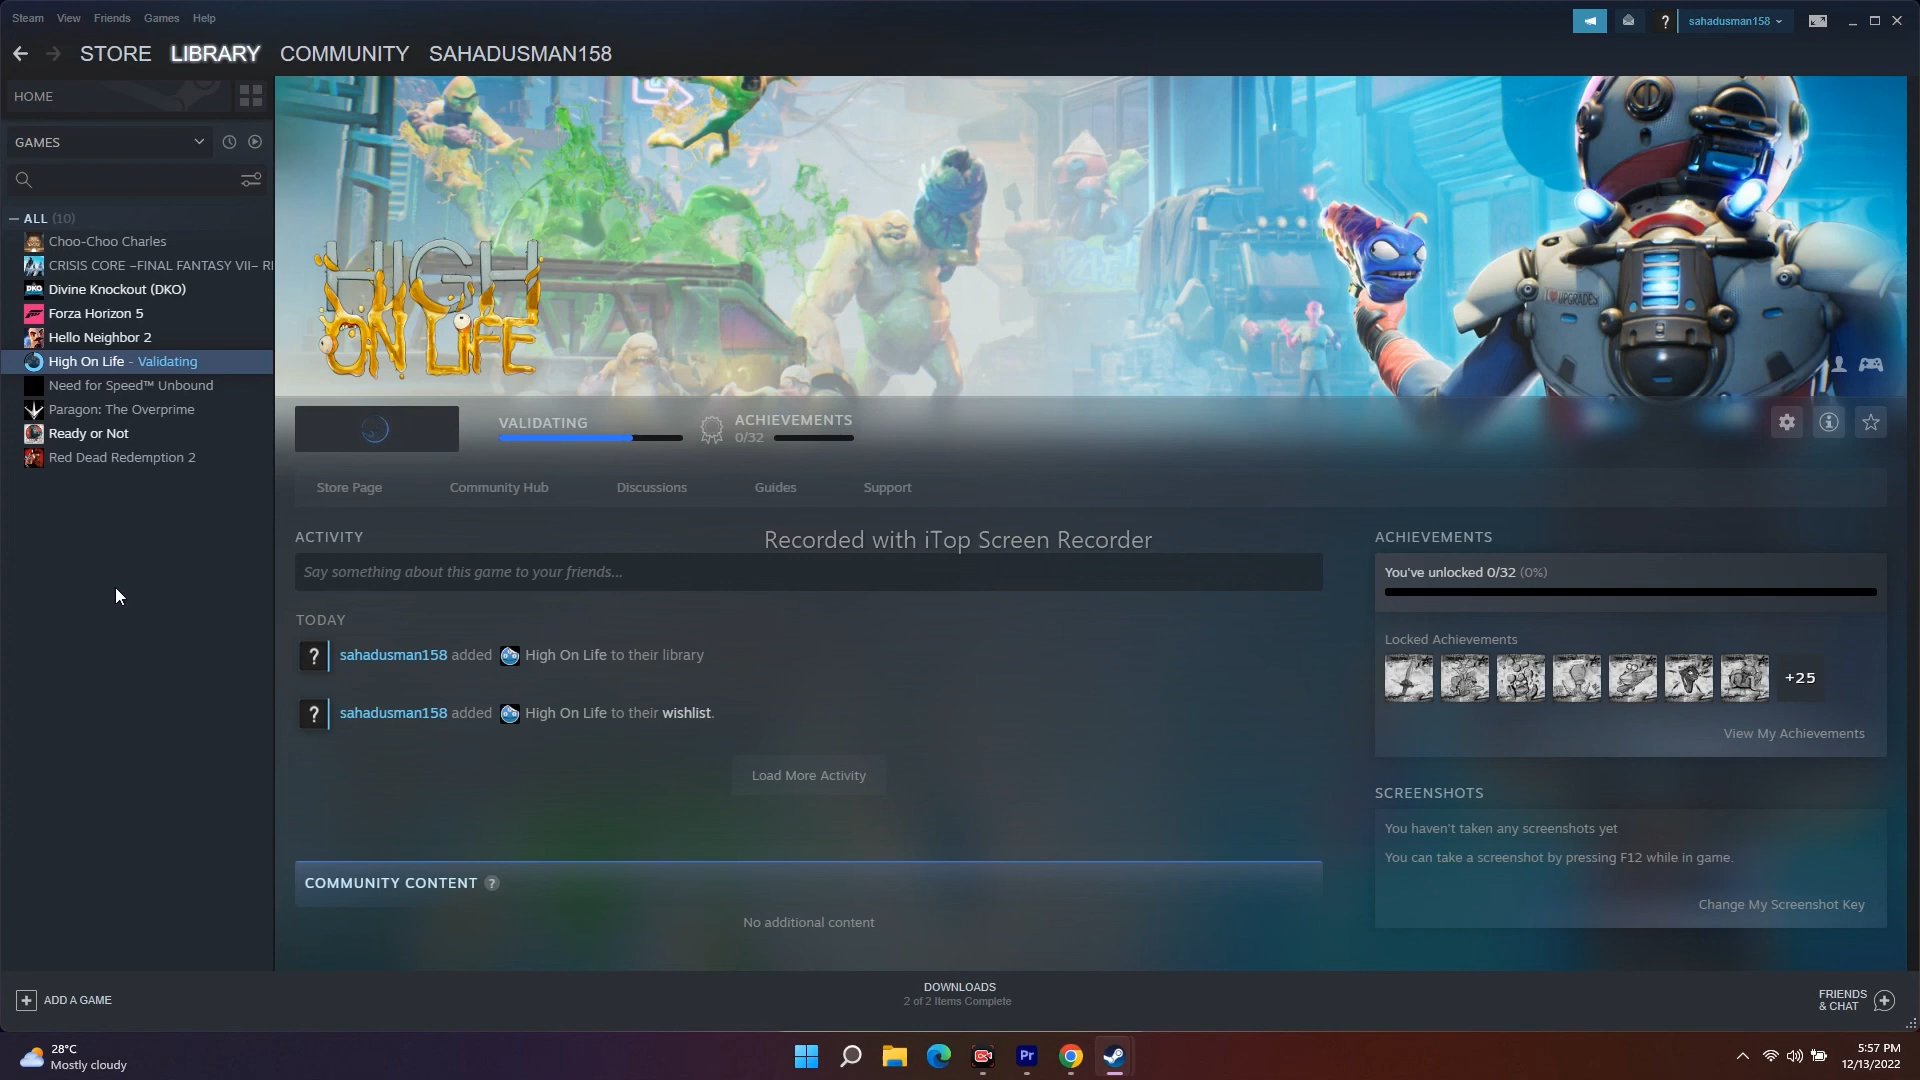 Steam View Friends Games Help
? sahadusman158
STORE LIBRARY COMMUNITY SAHADUSMAN158
HOME
GAMES
ALL (10)
Choo-Choo Charles
CRISIS CORE –FINAL FANTASY VII– RE
Divine Knockout (DKO)
Forza Horizon 5
Hello Neighbor 2
High On Life - Validating
Need for Speed™ Unbound
Paragon: The Overprime
Ready or Not
Red Dead Redemption 2
HIGH
ON LIFE
I ♥ UPGRADES
VALIDATING
ACHIEVEMENTS
0/32
Store Page Community Hub Discussions Guides Support
Recorded with iTop Screen Recorder
ACTIVITY
Say something about this game to your friends...
TODAY
? sahadusman158 added High On Life to their library
? sahadusman158 added High On Life to their wishlist.
Load More Activity
COMMUNITY CONTENT ?
No additional content
ACHIEVEMENTS
You've unlocked 0/32 (0%)
Locked Achievements
+25
View My Achievements
SCREENSHOTS
You haven't taken any screenshots yet
You can take a screenshot by pressing F12 while in game.
Change My Screenshot Key
ADD A GAME
DOWNLOADS
2 of 2 Items Complete
FRIENDS
& CHAT
28°C
Mostly cloudy
Pr
5:57 PM
12/13/2022